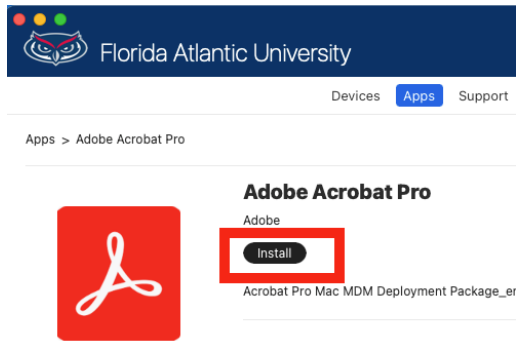 Florida Atlantic University
Devices Apps Support
Apps > Adobe Acrobat Pro
Adobe Acrobat Pro
Adobe
Install
Acrobat Pro Mac MDM Deployment